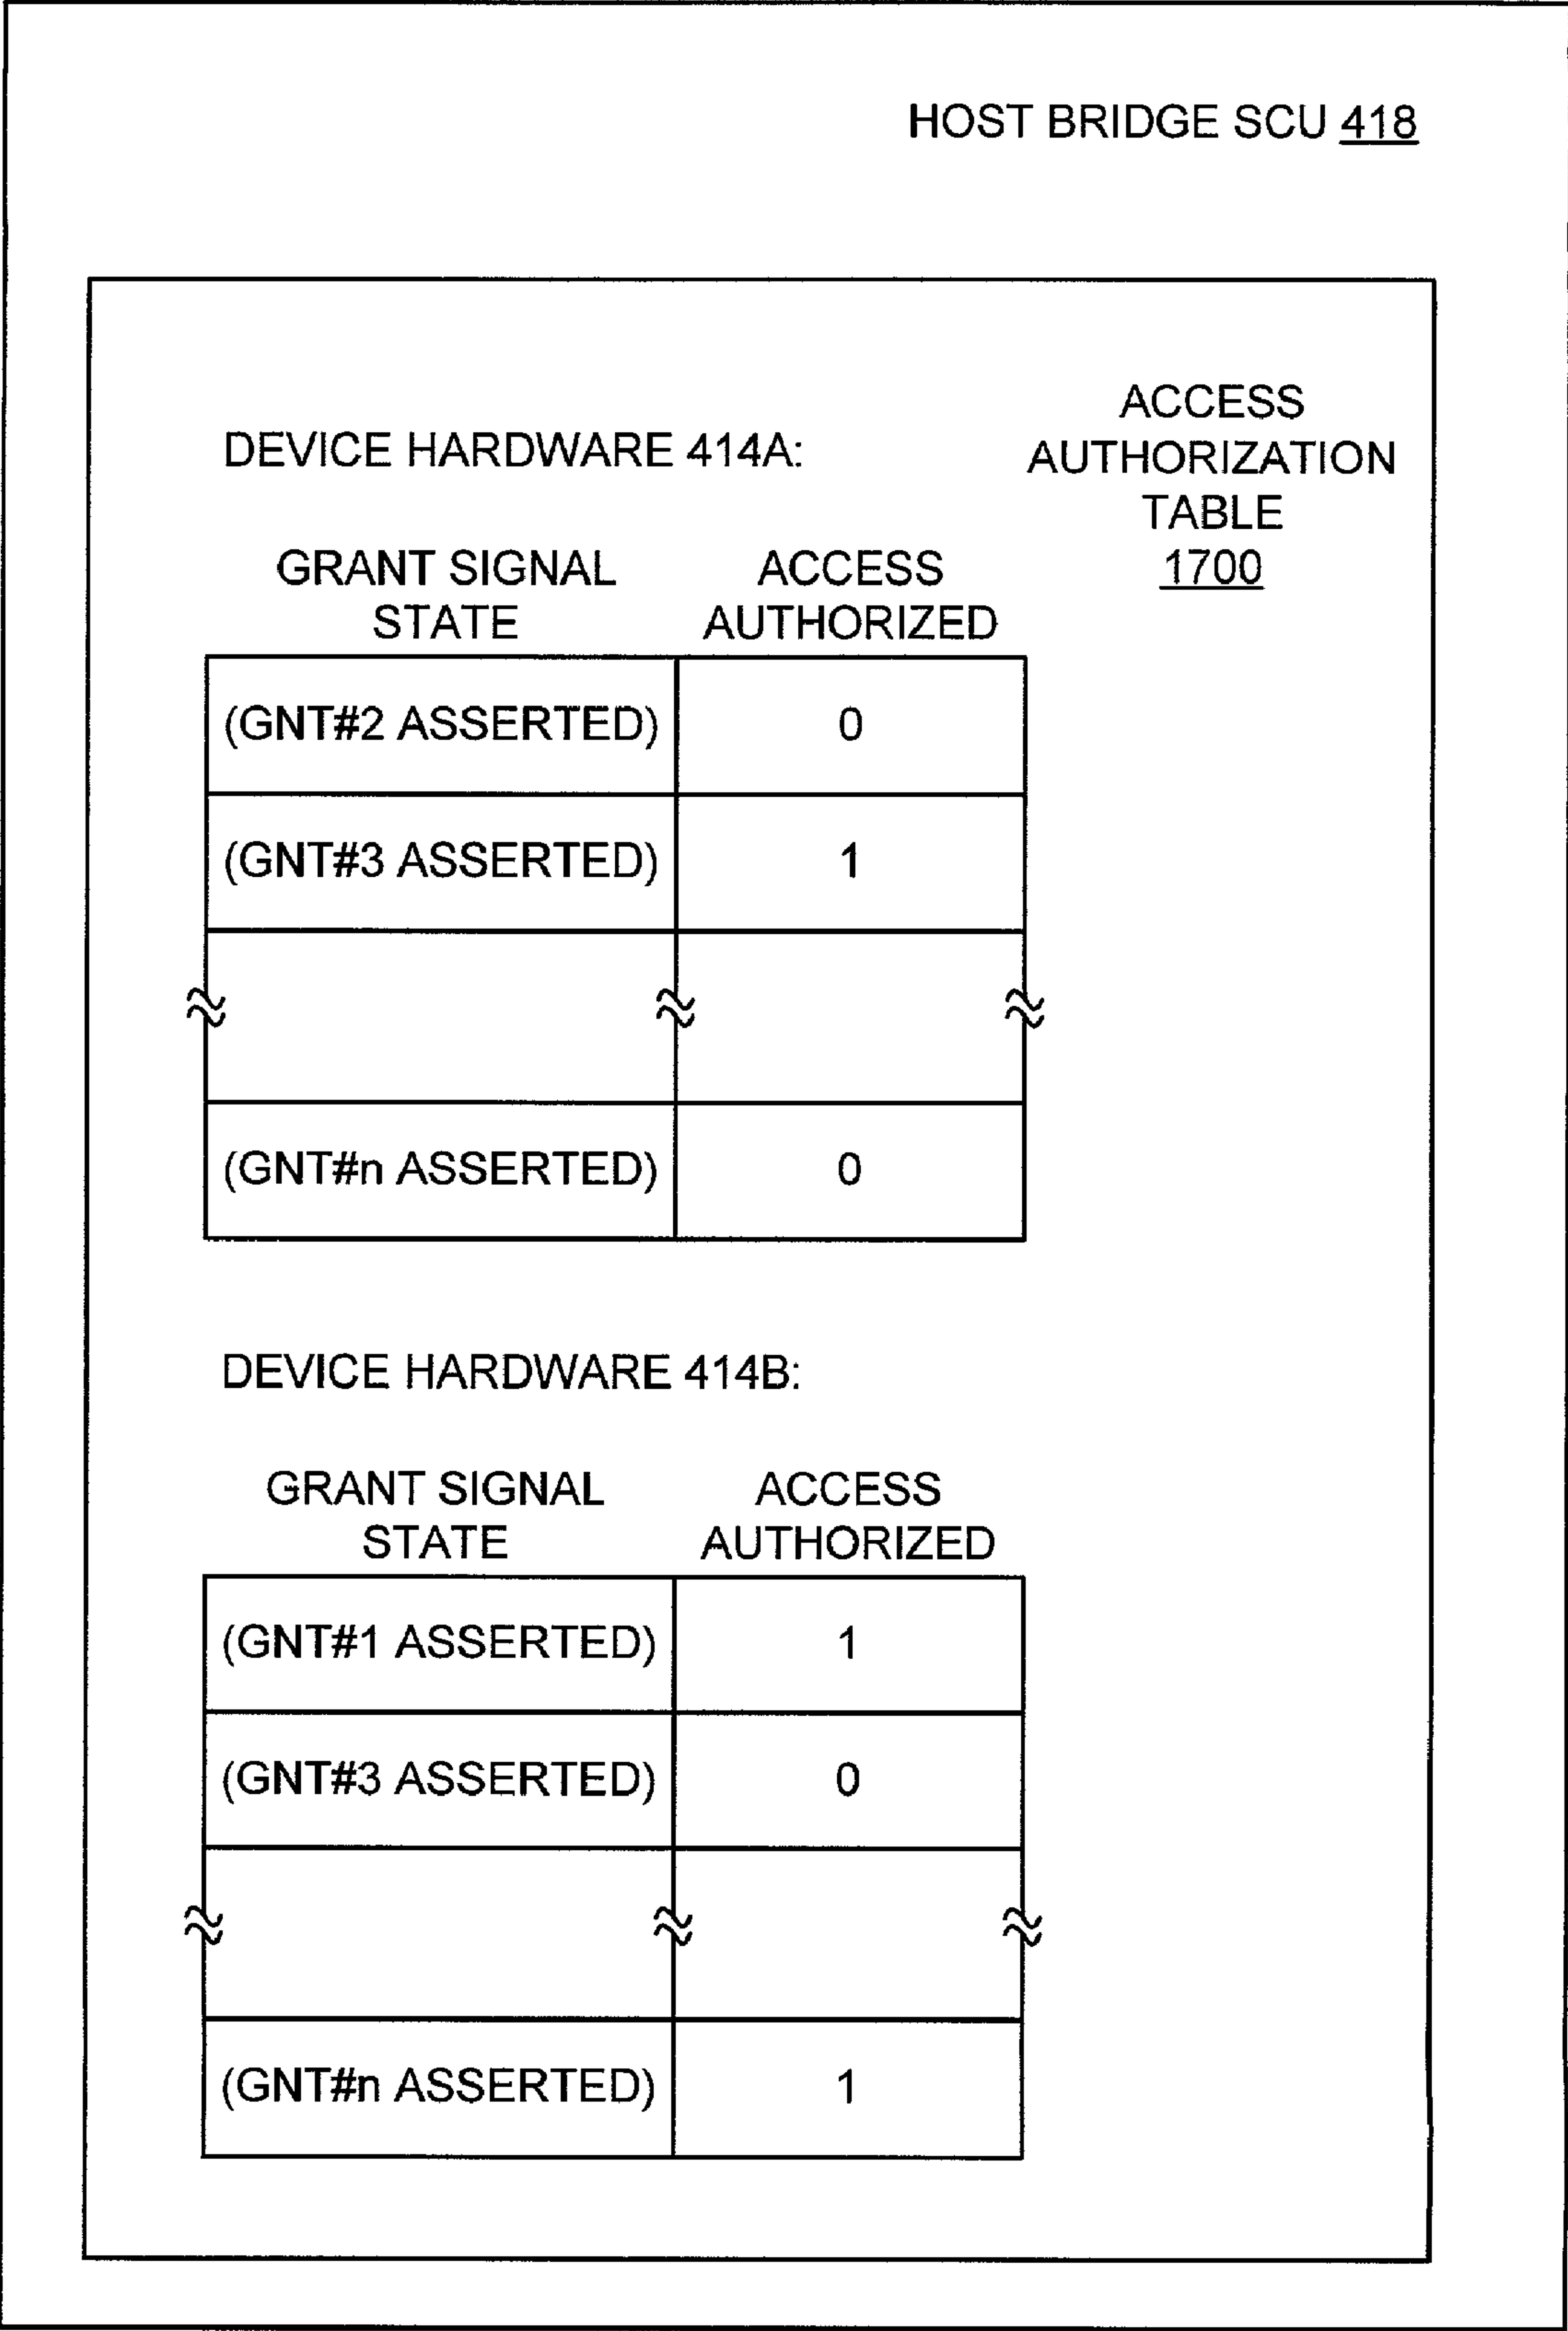 HOST BRIDGE SCU 418
ACCESS
AUTHORIZATION
TABLE
1700
DEVICE HARDWARE 414A:
GRANT SIGNAL
STATE
ACCESS
AUTHORIZED
(GNT#2 ASSERTED) 0
(GNT#3 ASSERTED) 1
(GNT#n ASSERTED) 0
DEVICE HARDWARE 414B:
GRANT SIGNAL
STATE
ACCESS
AUTHORIZED
(GNT#1 ASSERTED) 1
(GNT#3 ASSERTED) 0
(GNT#n ASSERTED) 1